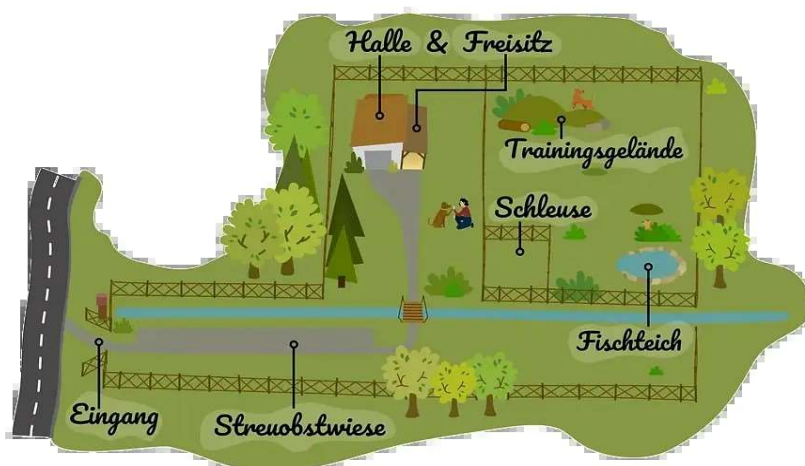 Halle & Freisitz
Trainingsgelände
Schleuse
Fischteich
Eingang
Streuobstwiese